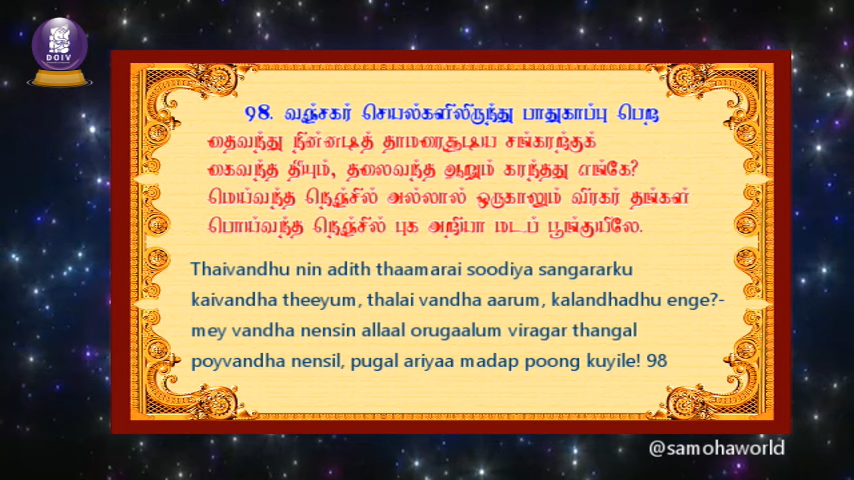 DOIV
98. வஞ்சகர் செயல்களிலிருந்து பாதுகாப்பு பெற
தைவந்து நின்னடித் தாமரைசூடிய சங்கரற்குக்
கைவந்த தீயும், தலைவந்த ஆறும் கரந்தது எங்கே?
மெய்வந்த நெஞ்சில் அல்லால் ஒருகாலும் விரகர் தங்கள்
பொய்வந்த நெஞ்சில் புக அறியா மடப் பூங்குயிலே.
Thaivandhu nin adith thaamarai soodiya sangararku
kaivandha theeyum, thalai vandha aarum, kalandhadhu enge?-
mey vandha nensin allaal orugaalum viragar thangal
poyvandha nensil, pugal ariyaa madap poong kuyile! 98
@samohaworld